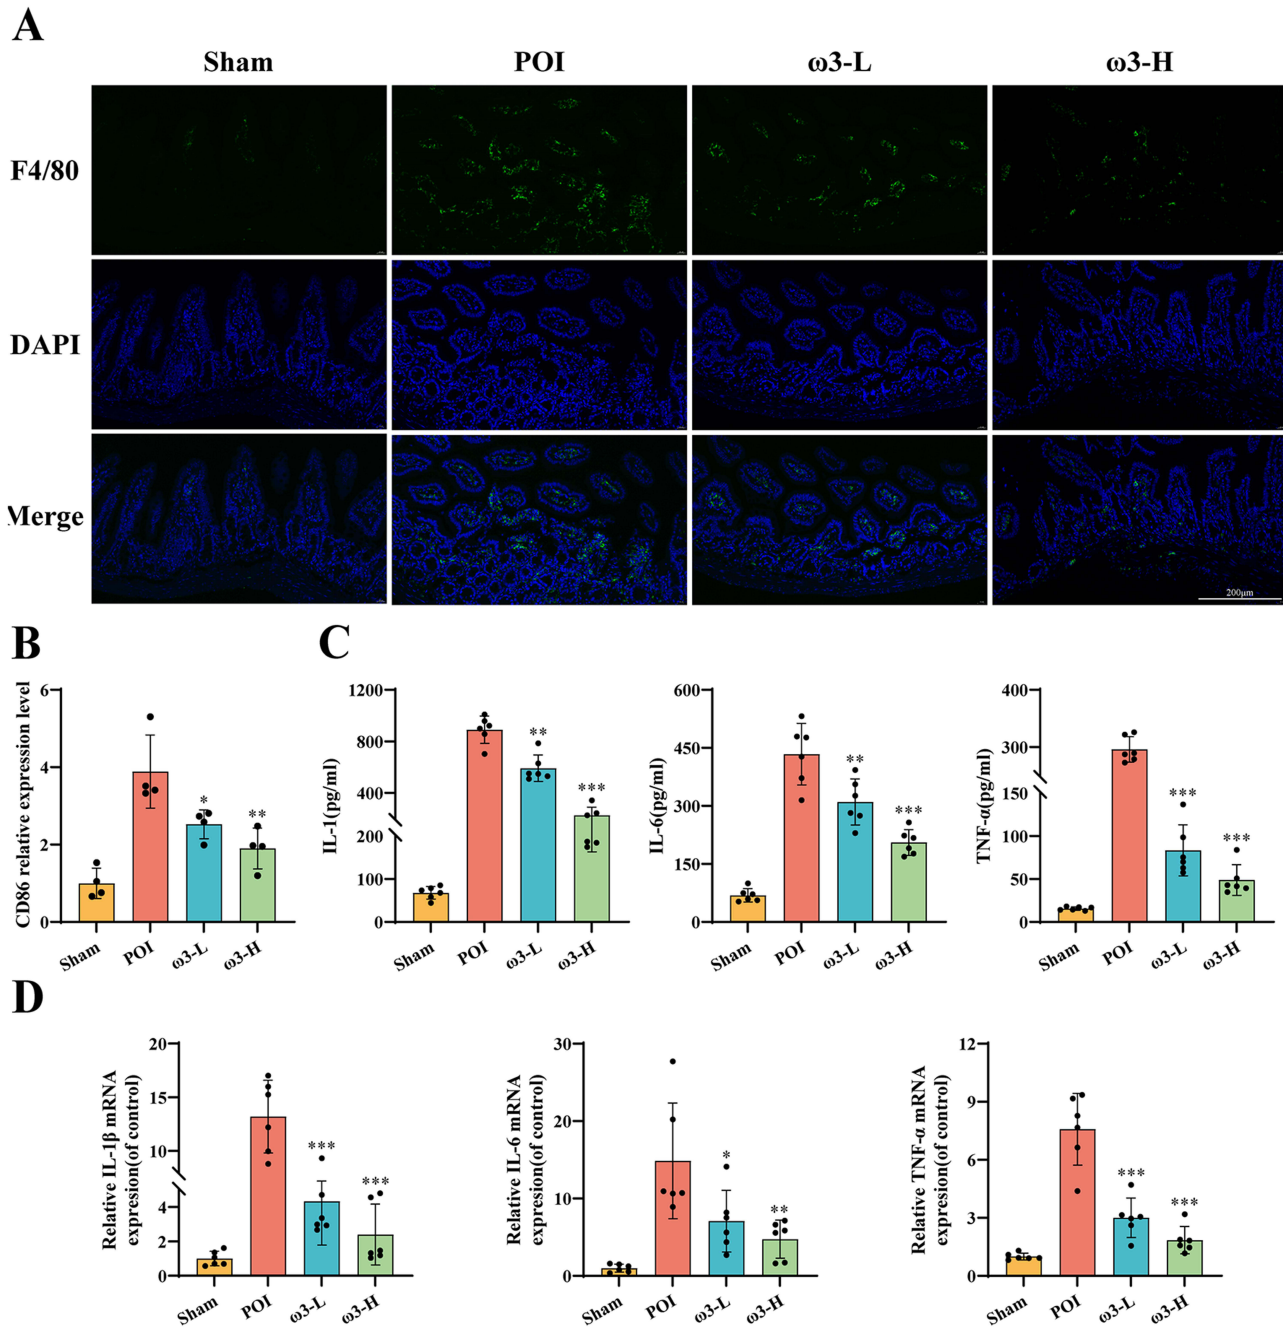 A
Sham POI ω3-L ω3-H
F4/80
DAPI
Merge
200μm
B
CD86 relative expression level
6
4
2
0
* **
Sham POI ω3-L ω3-H
C
IL-1(pg/ml)
1200
800
400
200
100
0
** ***
Sham POI ω3-L ω3-H
IL-6(pg/ml)
600
450
300
150
0
** ***
Sham POI ω3-L ω3-H
TNF-α(pg/ml)
400
300
150
100
50
0
*** ***
Sham POI ω3-L ω3-H
D
Relative IL-1β mRNA
expresion(of control)
20
15
10
4
2
0
*** ***
Sham POI ω3-L ω3-H
Relative IL-6 mRNA
expresion(of control)
30
20
10
0
* **
Sham POI ω3-L ω3-H
Relative TNF-α mRNA
expresion(of control)
12
9
6
3
0
*** ***
Sham POI ω3-L ω3-H